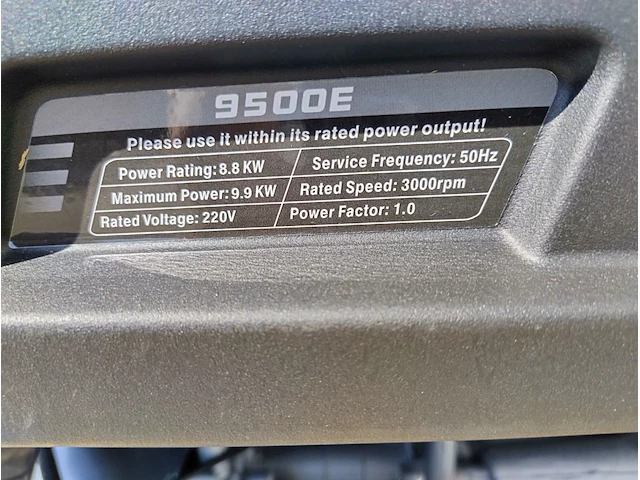 9500E
Please use it within its rated power output!
Power Rating: 8.8 KW
Service Frequency: 50Hz
Maximum Power: 9.9 KW
Rated Speed: 3000rpm
Rated Voltage: 220V
Power Factor: 1.0